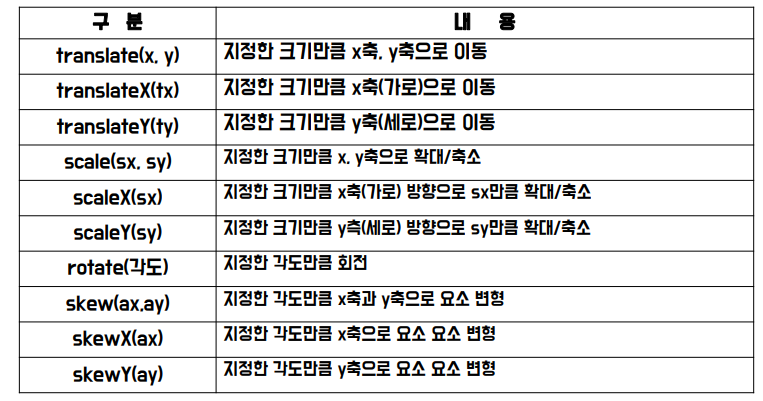 구 분 내 용
translate(x, y) 지정한 크기만큼 x축, y축으로 이동
translateX(tx) 지정한 크기만큼 x축(가로)으로 이동
translateY(ty) 지정한 크기만큼 y축(세로)으로 이동
scale(sx, sy) 지정한 크기만큼 x, y축으로 확대/축소
scaleX(sx) 지정한 크기만큼 x축(가로) 방향으로 sx만큼 확대/축소
scaleY(sy) 지정한 크기만큼 y측(세로) 방향으로 sy만큼 확대/축소
rotate(각도) 지정한 각도만큼 회전
skew(ax,ay) 지정한 각도만큼 x축과 y축으로 요소 변형
skewX(ax) 지정한 각도만큼 x축으로 요소 요소 변형
skewY(ay) 지정한 각도만큼 y축으로 요소 요소 변형